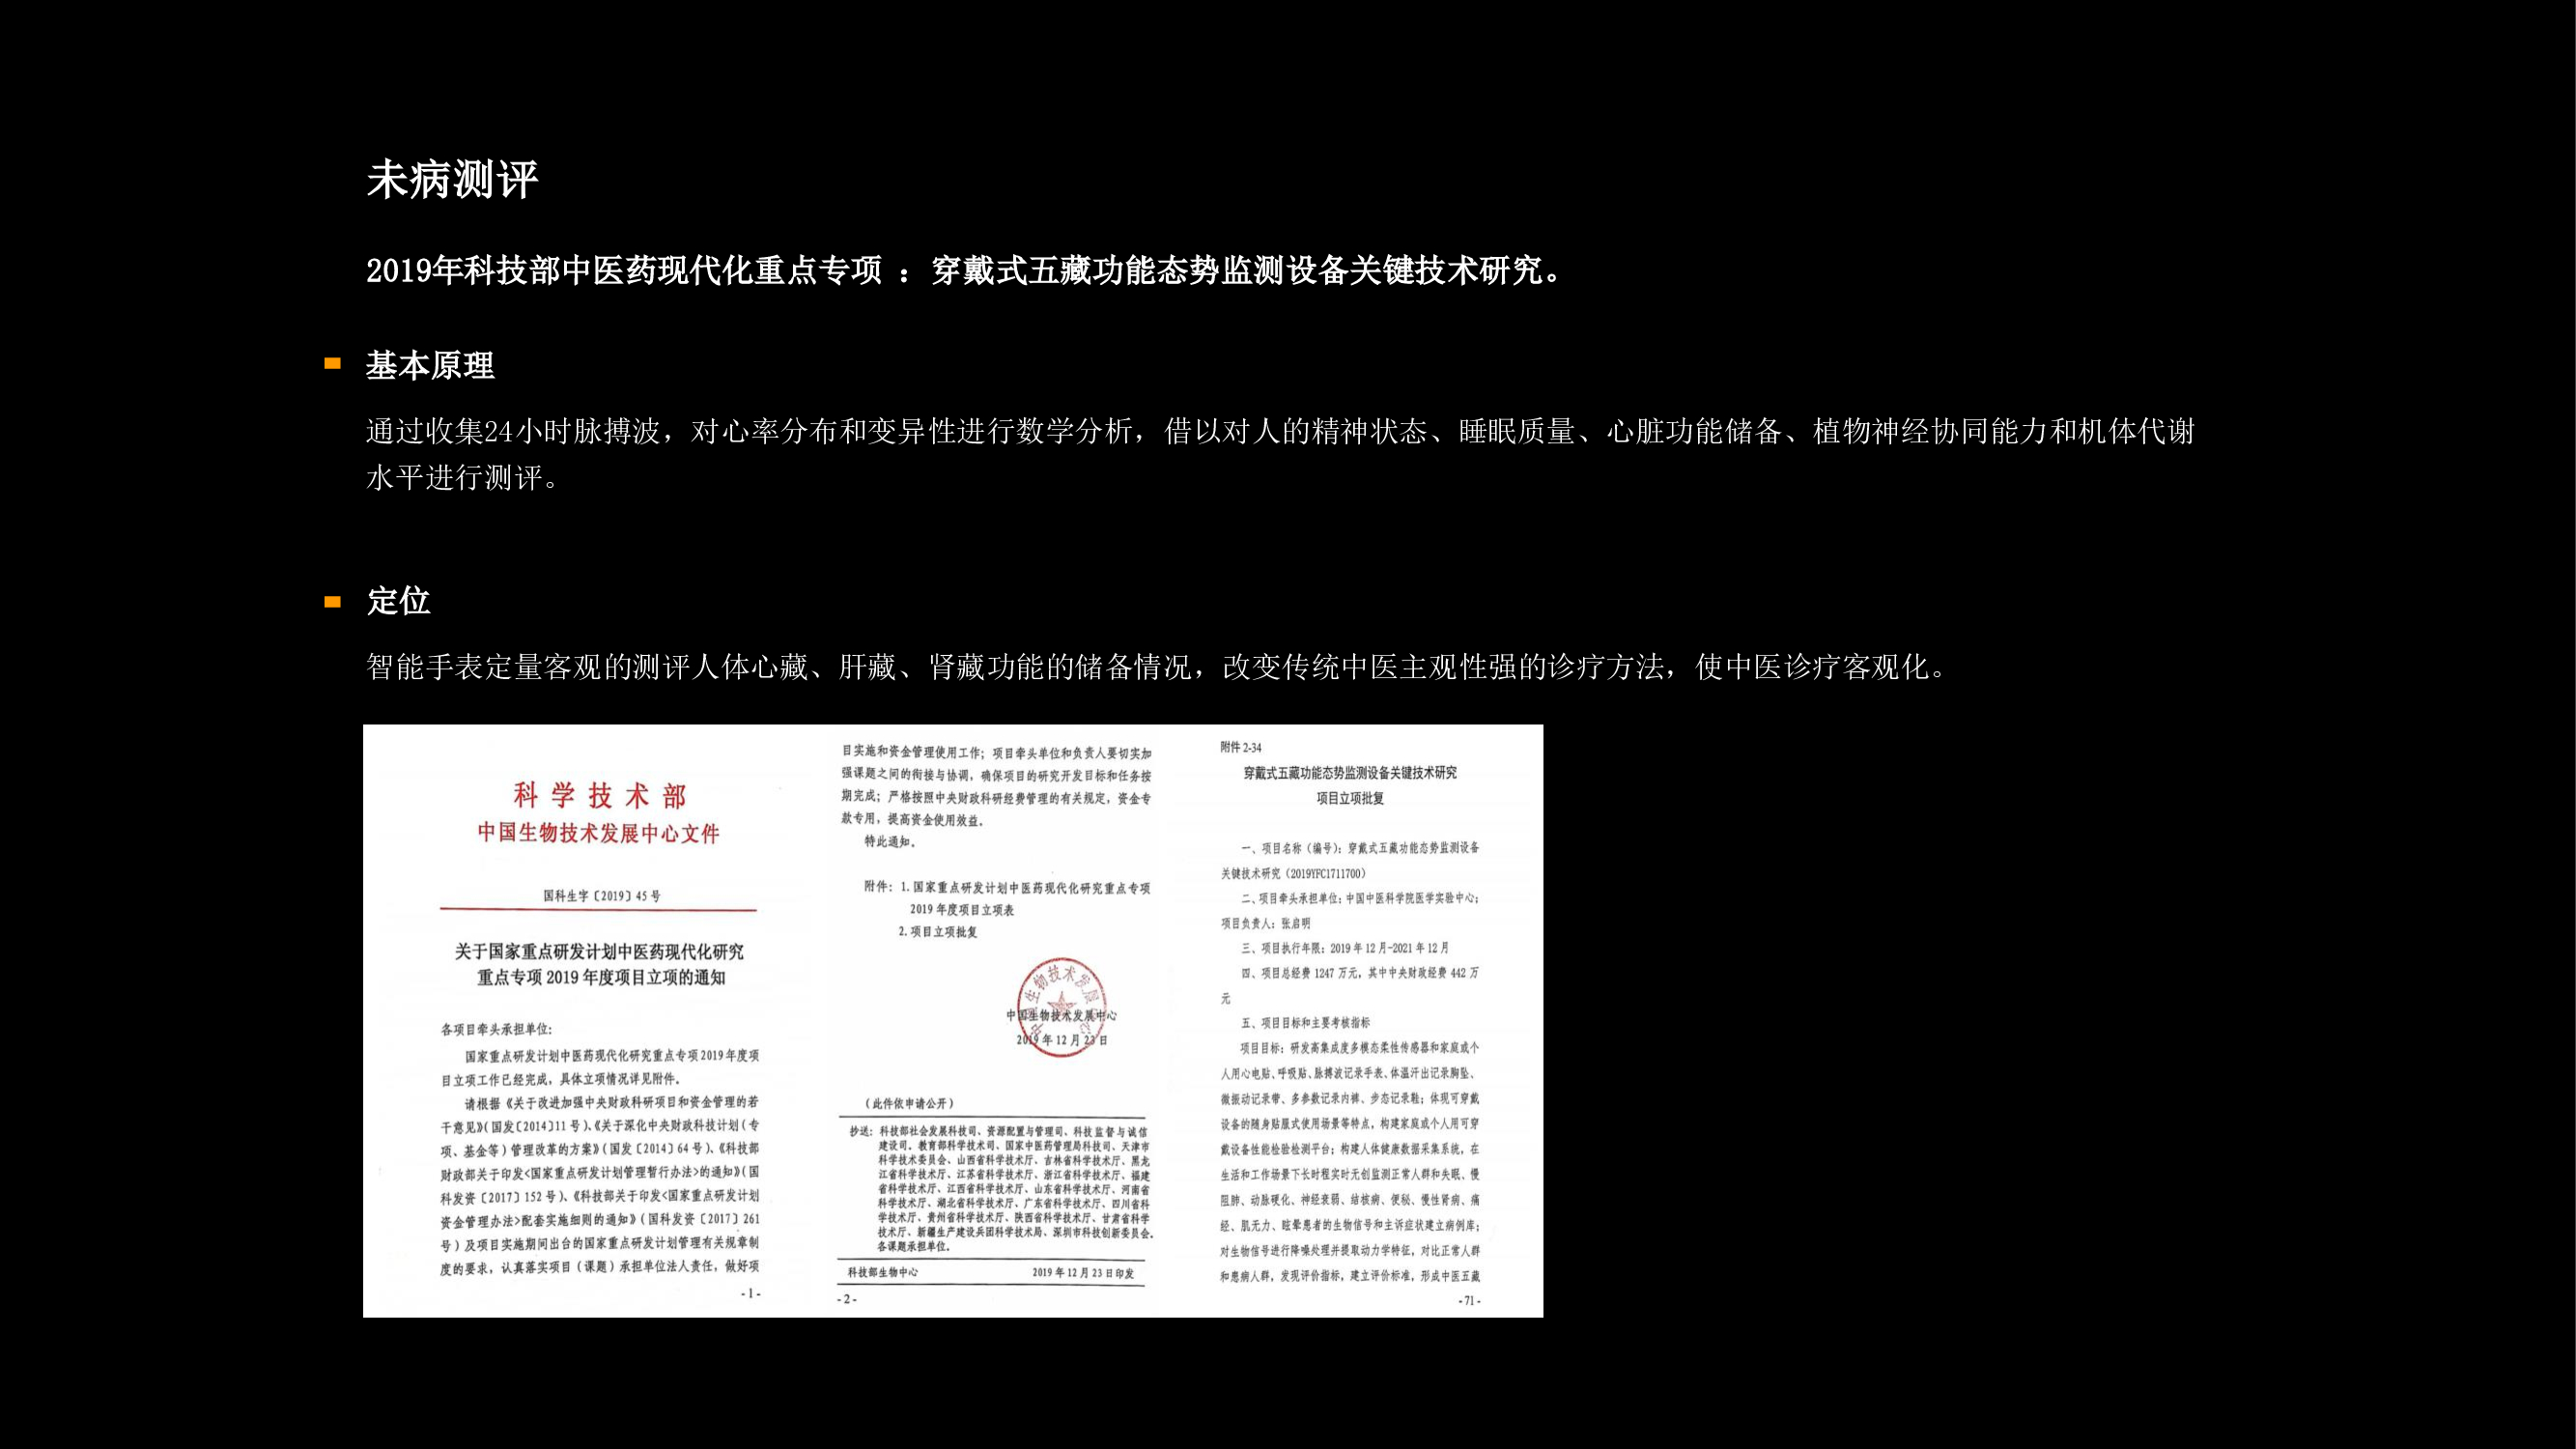 未病测评
2019年科技部中医药现代化重点专项 ：穿戴式五藏功能态势监测设备关键技术研究。
基本原理
通过收集24小时脉搏波，对心率分布和变异性进行数学分析，借以对人的精神状态、睡眠质量、心脏功能储备、植物神经协同能力和机体代谢
水平进行测评。
定位
智能手表定量客观的测评人体心藏、肝藏、肾藏功能的储备情况，改变传统中医主观性强的诊疗方法，使中医诊疗客观化。
科学技术部
中国生物技术发展中心文件
国科生字〔2019〕45号
关于国家重点研发计划中医药现代化研究
重点专项 2019 年度项目立项的通知
各项目牵头承担单位：
国家重点研发计划中医药现代化研究重点专项2019年度项
目立项工作已经完成，具体立项情况详见附件。
请根据《关于改进加强中央财政科研项目和资金管理的若
干意见》（国发〔2014〕11号）、《关于深化中央财政科技计划（专
项、基金等）管理改革的方案》（国发〔2014〕64号）、《科技部
财政部关于印发<国家重点研发计划管理暂行办法>的通知》（国
科发资〔2017〕152号）、《科技部关于印发<国家重点研发计划
资金管理办法>配套实施细则的通知》（国科发资〔2017〕261
号）及项目实施期间出台的国家重点研发计划管理有关规章制
度的要求，认真落实项目（课题）承担单位法人责任，做好项
-1-
目实施和资金管理使用工作；项目牵头单位和负责人要切实加
强课题之间的衔接与协调，确保项目的研究开发目标和任务按
期完成；严格按照中央财政科研经费管理的有关规定，资金专
款专用，提高资金使用效益。
特此通知。
附件：1.国家重点研发计划中医药现代化研究重点专项
2019 年度项目立项表
2.项目立项批复
中国生物技术发展中心
2019年12月23日
（此件依申请公开）
抄送：科技部社会发展科技司、资源配置与管理司、科技监督与诚信
建设司，教育部科学技术司、国家中医药管理局科技司、天津市
科学技术委员会、山西省科学技术厅、吉林省科学技术厅、黑龙
江省科学技术厅、江苏省科学技术厅、浙江省科学技术厅、福建
省科学技术厅、江西省科学技术厅、山东省科学技术厅、河南省
科学技术厅、湖北省科学技术厅、广东省科学技术厅、四川省科
学技术厅、贵州省科学技术厅、陕西省科学技术厅、甘肃省科学
技术厅、新疆生产建设兵团科学技术局、深圳市科技创新委员会，
各课题承担单位。
科技部生物中心 2019年12月23日印发
-2-
附件 2-34
穿戴式五藏功能态势监测设备关键技术研究
项目立项批复
一、项目名称（编号）：穿戴式五藏功能态势监测设备
关键技术研究（2019YFC1711700）
二、项目牵头承担单位：中国中医科学院医学实验中心；
项目负责人：张启明
三、项目执行年限：2019年12月-2021年12月
四、项目总经费 1247 万元，其中中央财政经费 442 万
元
五、项目目标和主要考核指标
项目目标：研发高集成度多模态柔性传感器和家庭或个
人用心电贴、呼吸贴、脉搏波记录手表、体温汗出记录胸坠、
微振动记录带、多参数记录内裤、步态记录鞋；体现可穿戴
设备的随身贴服式使用场景等特点，构建家庭或个人用可穿
戴设备性能检验检测平台；构建人体健康数据采集系统，在
生活和工作场景下长时程实时无创监测正常人群和失眠、慢
阻肺、动脉硬化、神经衰弱、结核病、便秘、慢性肾病、痛
经、肌无力、眩晕患者的生物信号和主诉症状建立病例库；
对生物信号进行降噪处理并提取动力学特征，对比正常人群
和患病人群，发现评价指标，建立评价标准，形成中医五藏
-71-